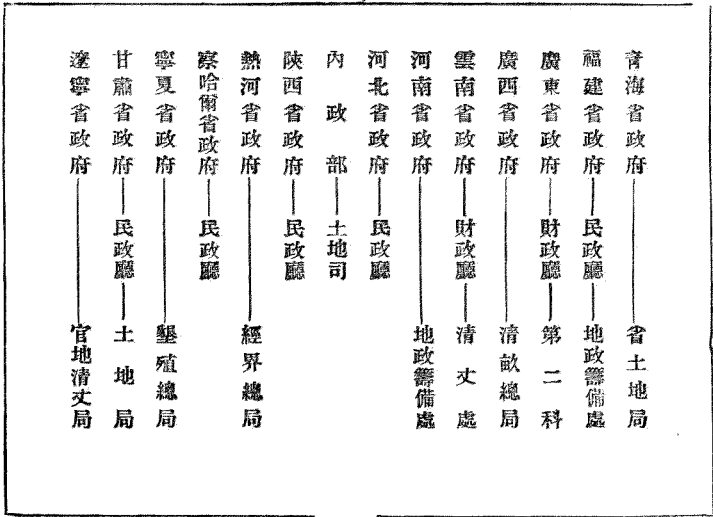 青海省政府——省土地局
福建省政府——民政廳——地政籌備處
廣東省政府——財政廳——第二科
廣西省政府——清畝總局
雲南省政府——財政廳——清丈處
河南省政府——地政籌備處
河北省政府——民政廳
內政部——土地司
陝西省政府——民政廳
熱河省政府——經界總局
察哈爾省政府——民政廳
寧夏省政府——墾殖總局
甘肅省政府——民政廳——土地局
遼寧省政府——官地清丈局